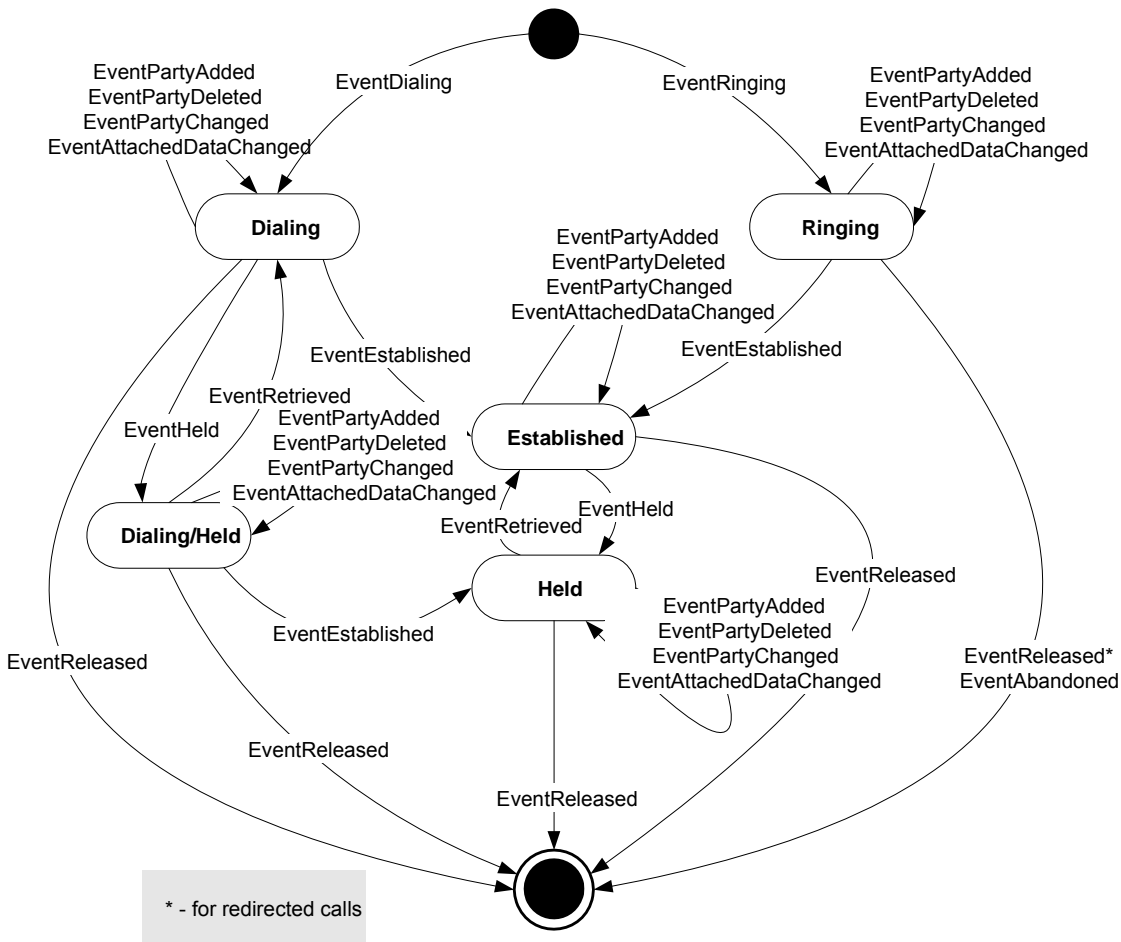 EventPartyAdded
EventPartyDeleted
EventPartyChanged
EventAttachedDataChanged
EventDialing
EventRinging
EventPartyAdded
EventPartyDeleted
EventPartyChanged
EventAttachedDataChanged
Dialing
Ringing
EventPartyAdded
EventPartyDeleted
EventPartyChanged
EventAttachedDataChanged
EventEstablished
EventEstablished
EventRetrieved
EventHeld
EventPartyAdded
EventPartyDeleted
EventPartyChanged
EventAttachedDataChanged
Established
EventRetrieved
EventHeld
Dialing/Held
Held
EventReleased
EventEstablished
EventPartyAdded
EventPartyDeleted
EventPartyChanged
EventAttachedDataChanged
EventReleased
EventReleased*
EventAbandoned
EventReleased
EventReleased
* - for redirected calls